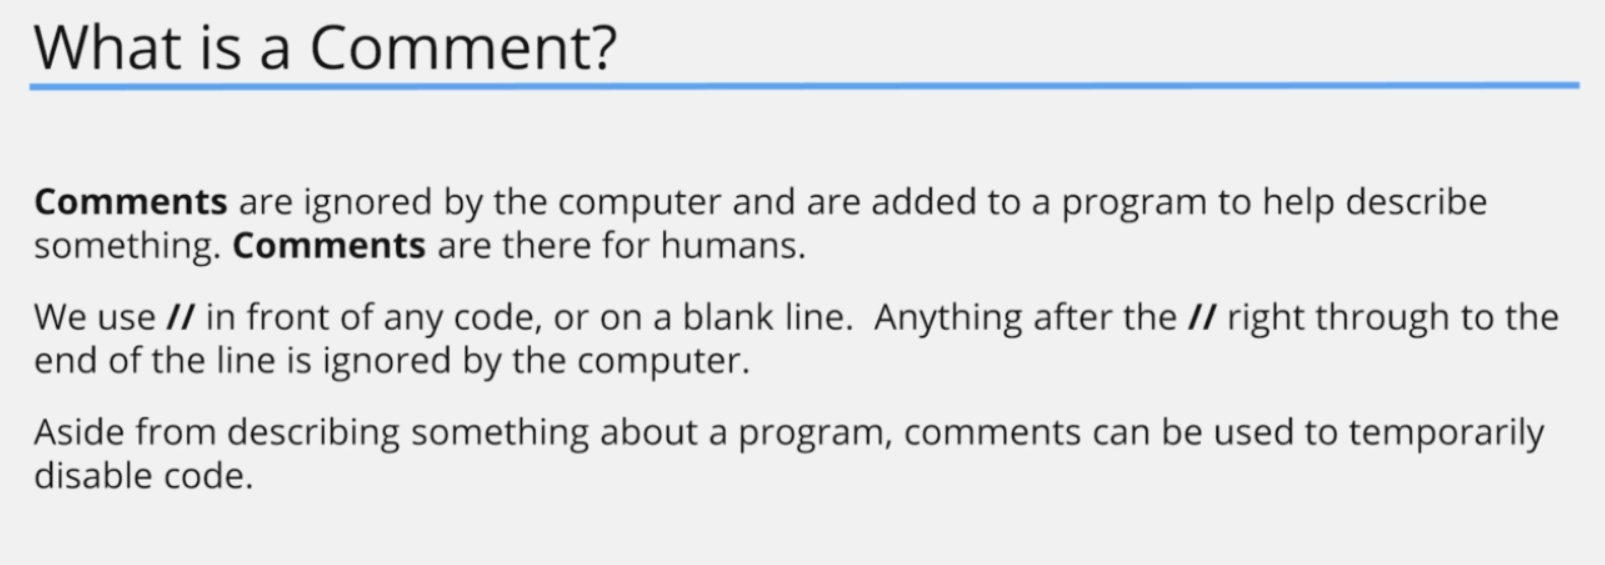 What is a Comment?
Comments are ignored by the computer and are added to a program to help describe
something. Comments are there for humans.
We use // in front of any code, or on a blank line.  Anything after the // right through to the
end of the line is ignored by the computer.
Aside from describing something about a program, comments can be used to temporarily
disable code.